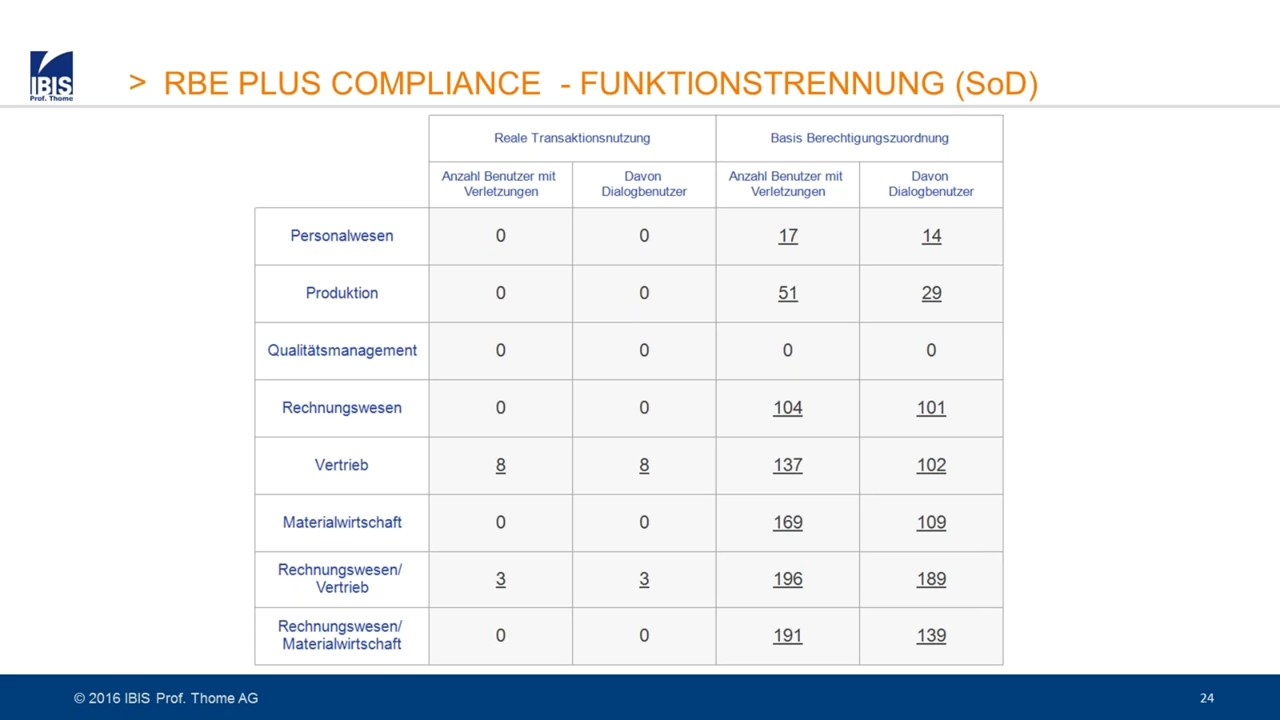 IBIS
Prof. Thome
> RBE PLUS COMPLIANCE - FUNKTIONSTRENNUNG (SoD)
Reale Transaktionsnutzung Basis Berechtigungszuordnung
Anzahl Benutzer mit Davon Anzahl Benutzer mit Davon
Verletzungen Dialogbenutzer Verletzungen Dialogbenutzer
Personalwesen 0 0 17 14
Produktion 0 0 51 29
Qualitätsmanagement 0 0 0 0
Rechnungswesen 0 0 104 101
Vertrieb 8 8 137 102
Materialwirtschaft 0 0 169 109
Rechnungswesen/
Vertrieb 3 3 196 189
Rechnungswesen/
Materialwirtschaft 0 0 191 139
© 2016 IBIS Prof. Thome AG 24